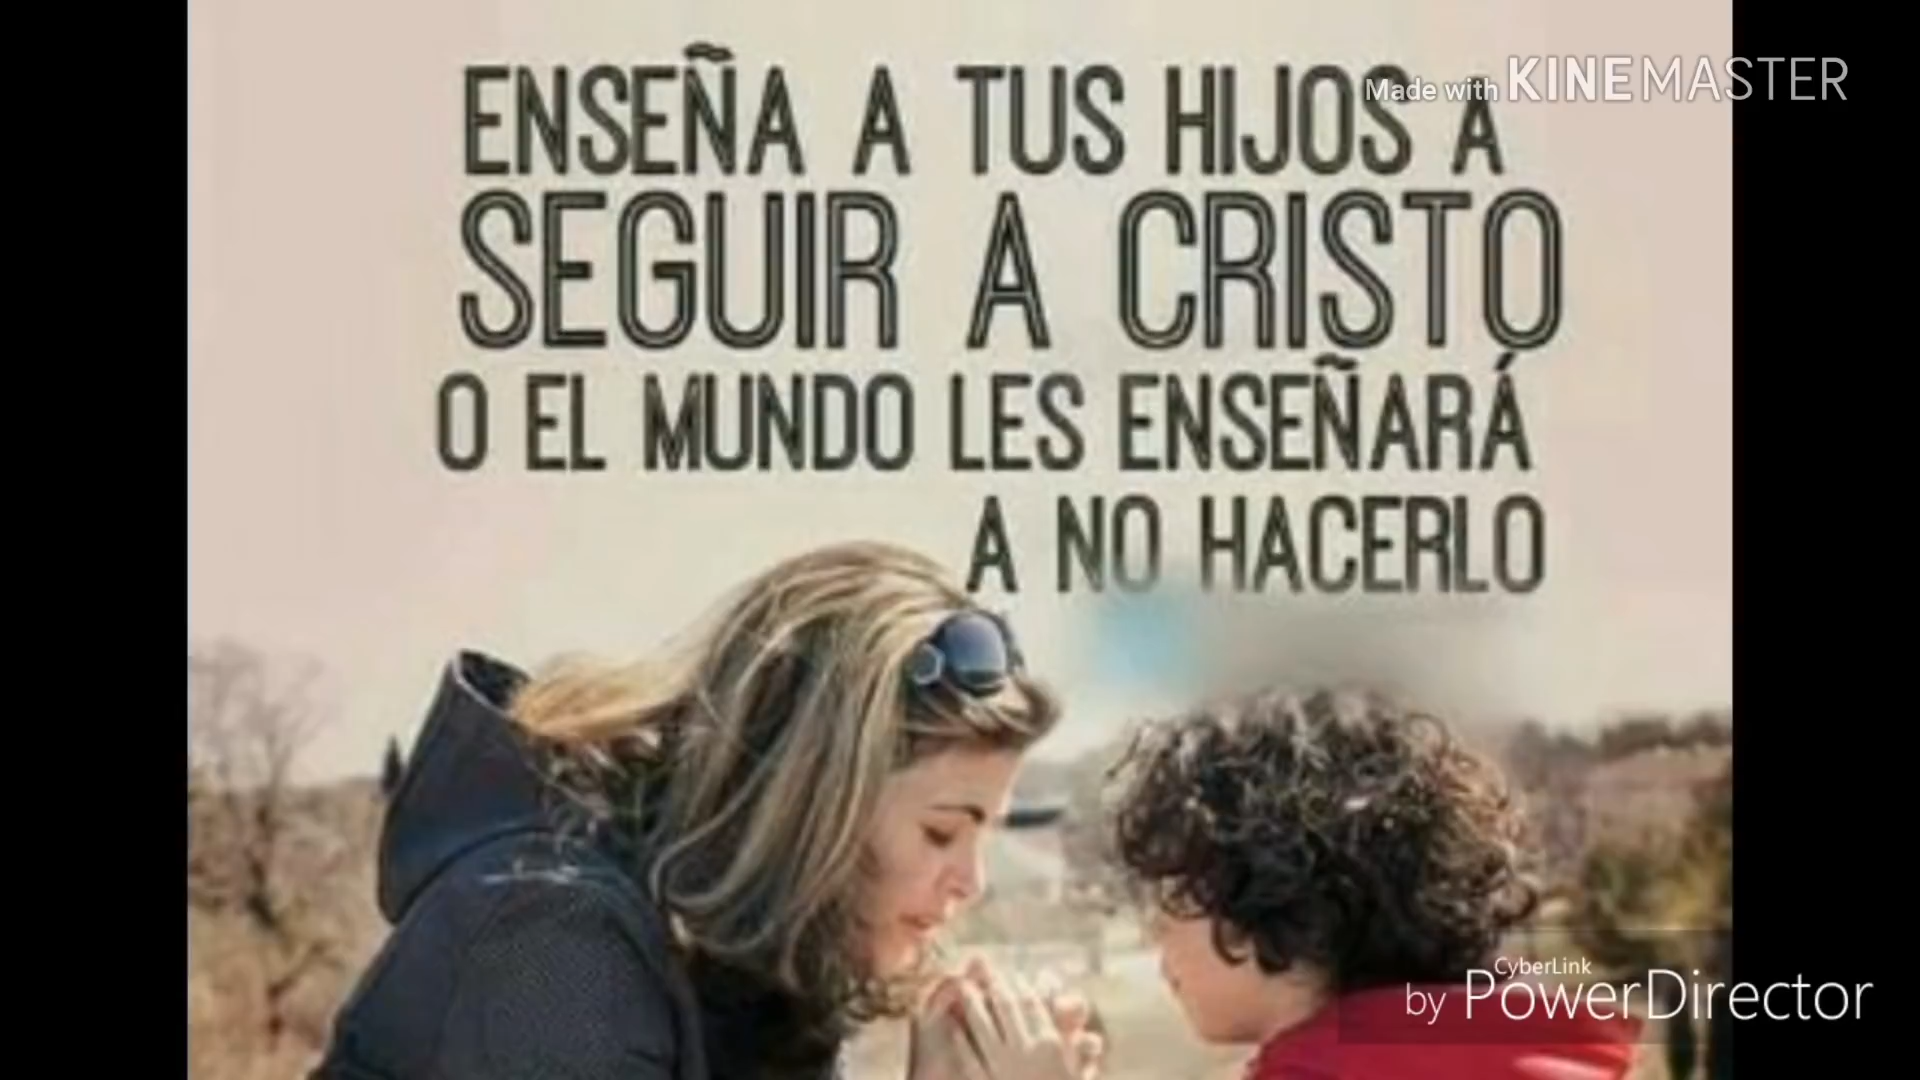 ENSEÑA A TUS HIJOS A
SEGUIR A CRISTO
O EL MUNDO LES ENSEÑARÁ
A NO HACERLO
Made with KINEMASTER
CyberLink
by PowerDirector